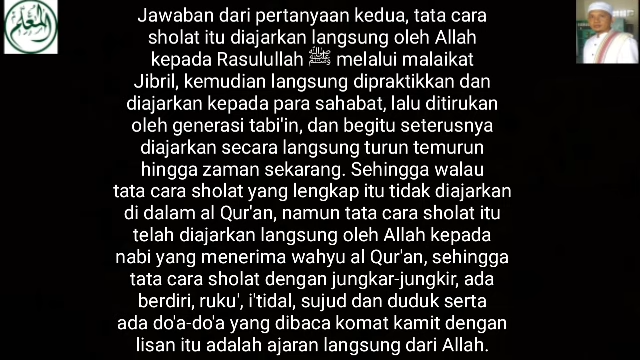 Jawaban dari pertanyaan kedua, tata cara
sholat itu diajarkan langsung oleh Allah
kepada Rasulullah ﷺ melalui malaikat
Jibril, kemudian langsung dipraktikkan dan
diajarkan kepada para sahabat, lalu ditirukan
oleh generasi tabi'in, dan begitu seterusnya
diajarkan secara langsung turun temurun
hingga zaman sekarang. Sehingga walau
tata cara sholat yang lengkap itu tidak diajarkan
di dalam al Qur'an, namun tata cara sholat itu
telah diajarkan langsung oleh Allah kepada
nabi yang menerima wahyu al Qur'an, sehingga
tata cara sholat dengan jungkar-jungkir, ada
berdiri, ruku', i'tidal, sujud dan duduk serta
ada do'a-do'a yang dibaca komat kamit dengan
lisan itu adalah ajaran langsung dari Allah.